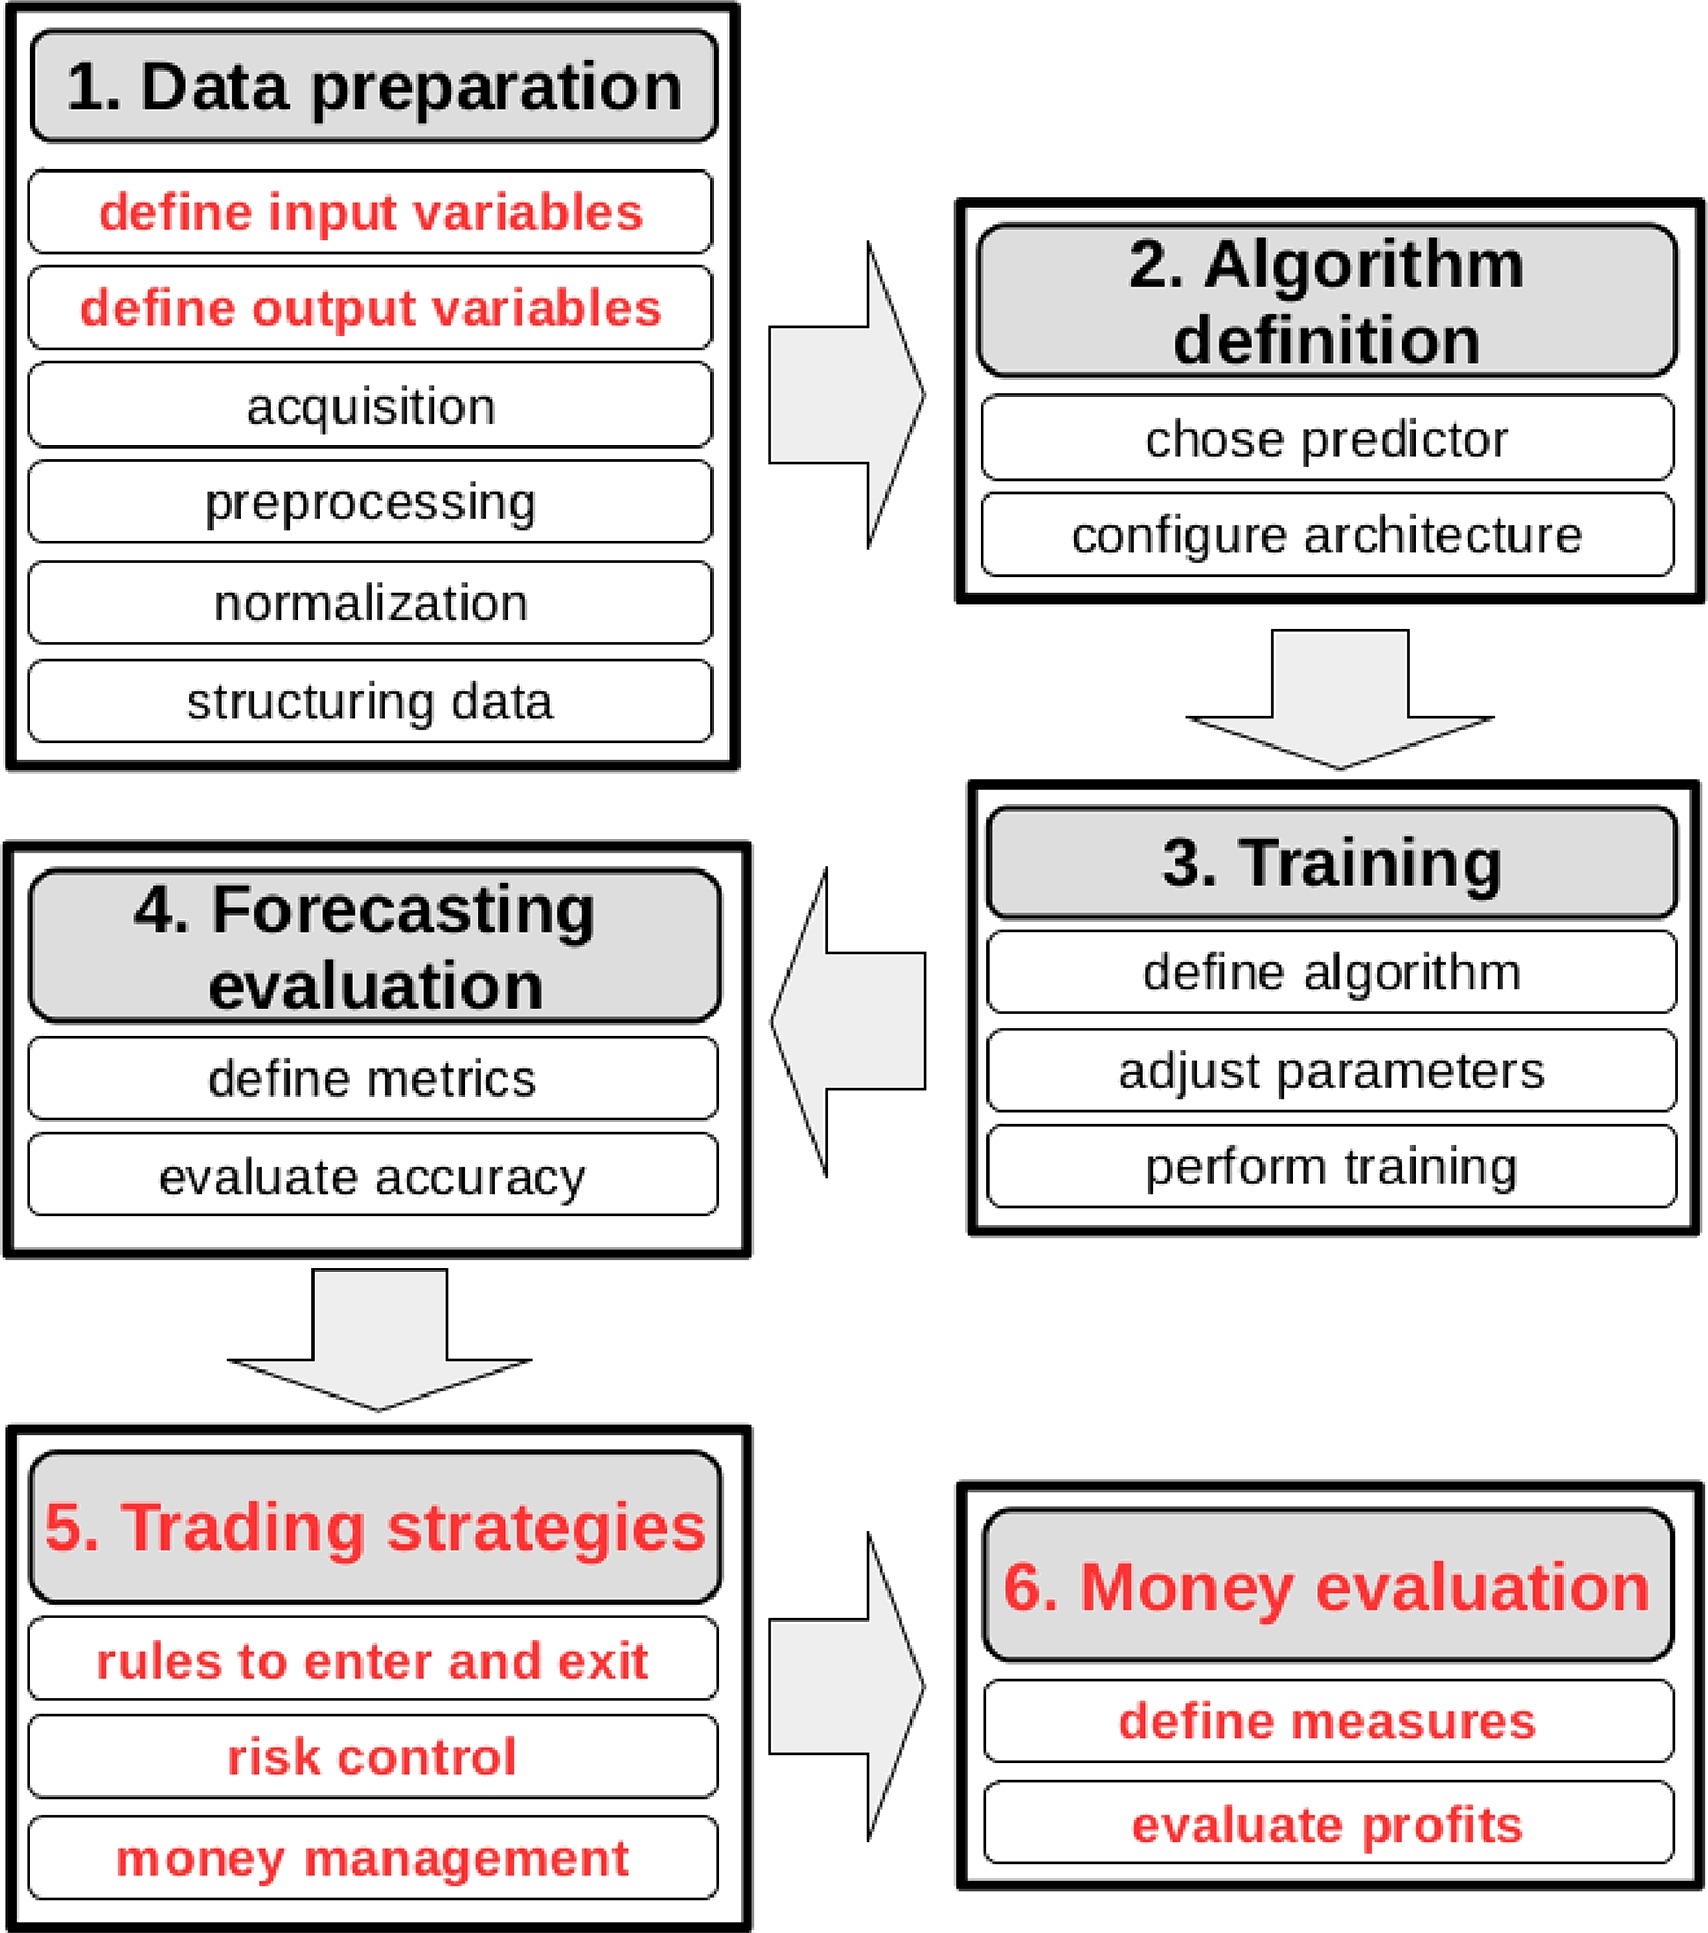 1. Data preparation
define input variables
define output variables
acquisition
preprocessing
normalization
structuring data
2. Algorithm
definition
chose predictor
configure architecture
3. Training
define algorithm
adjust parameters
perform training
4. Forecasting
evaluation
define metrics
evaluate accuracy
5. Trading strategies
rules to enter and exit
risk control
money management
6. Money evaluation
define measures
evaluate profits